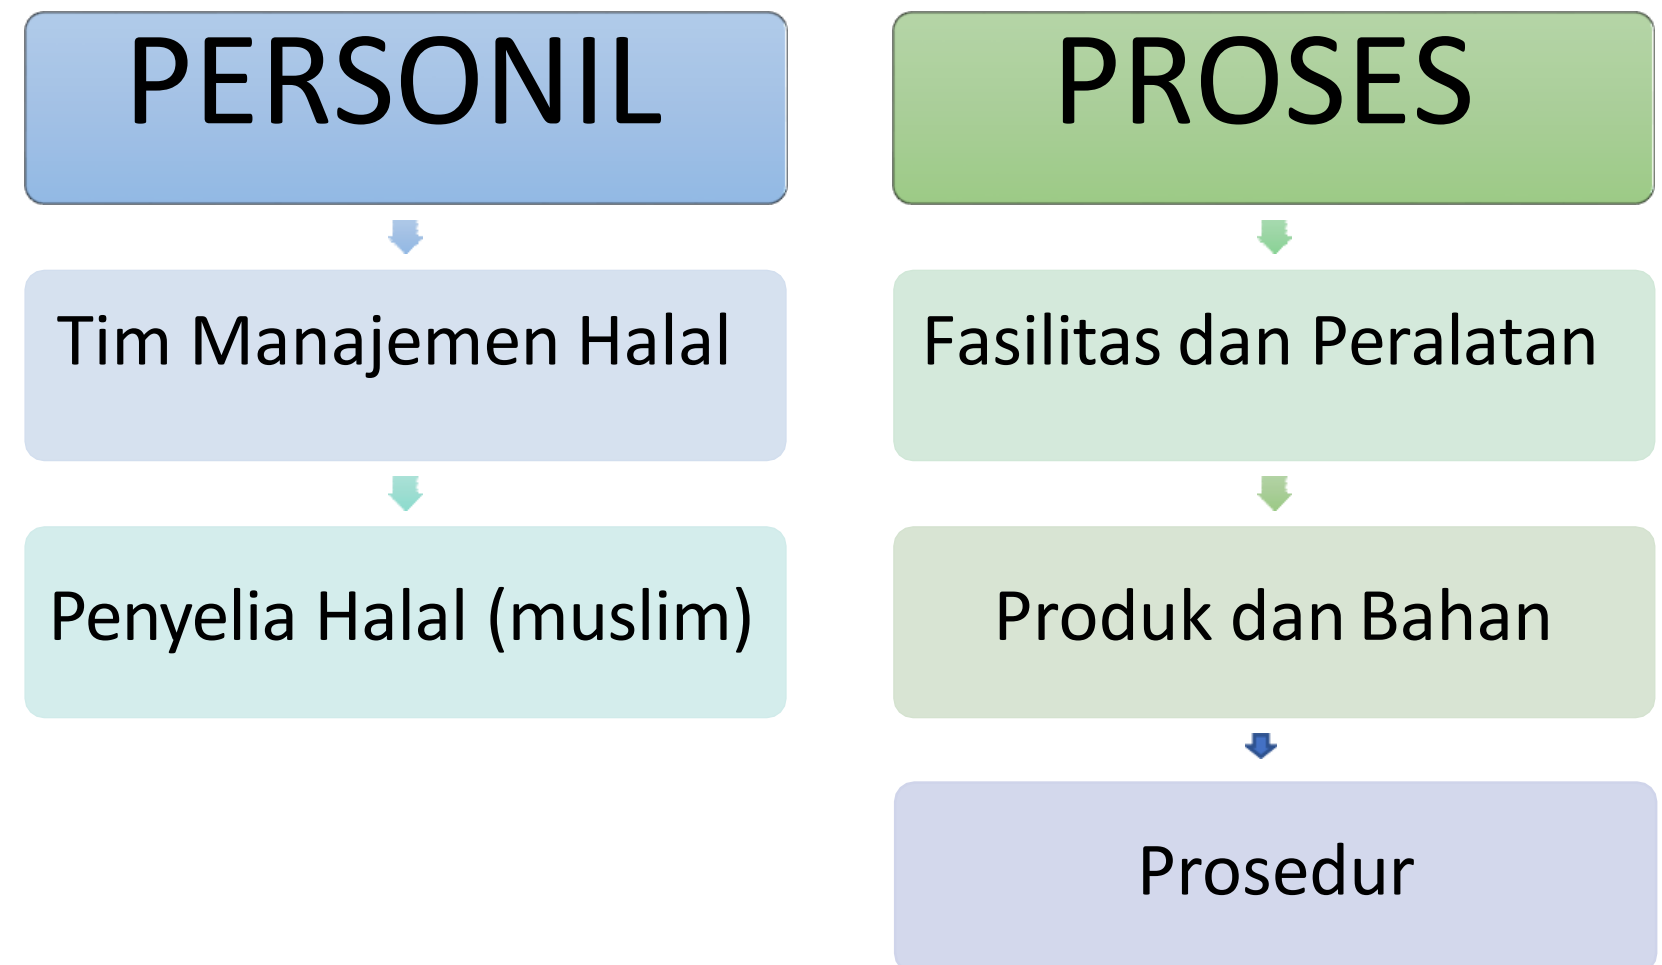 PERSONIL
Tim Manajemen Halal
Penyelia Halal (muslim)
PROSES
Fasilitas dan Peralatan
Produk dan Bahan
Prosedur